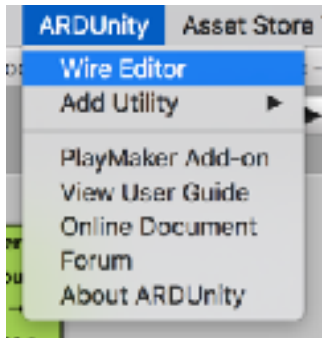 ARDUnity Asset Store
Wire Editor
Add Utility
PlayMaker Add-on
View User Guide
Online Document
Forum
About ARDUnity